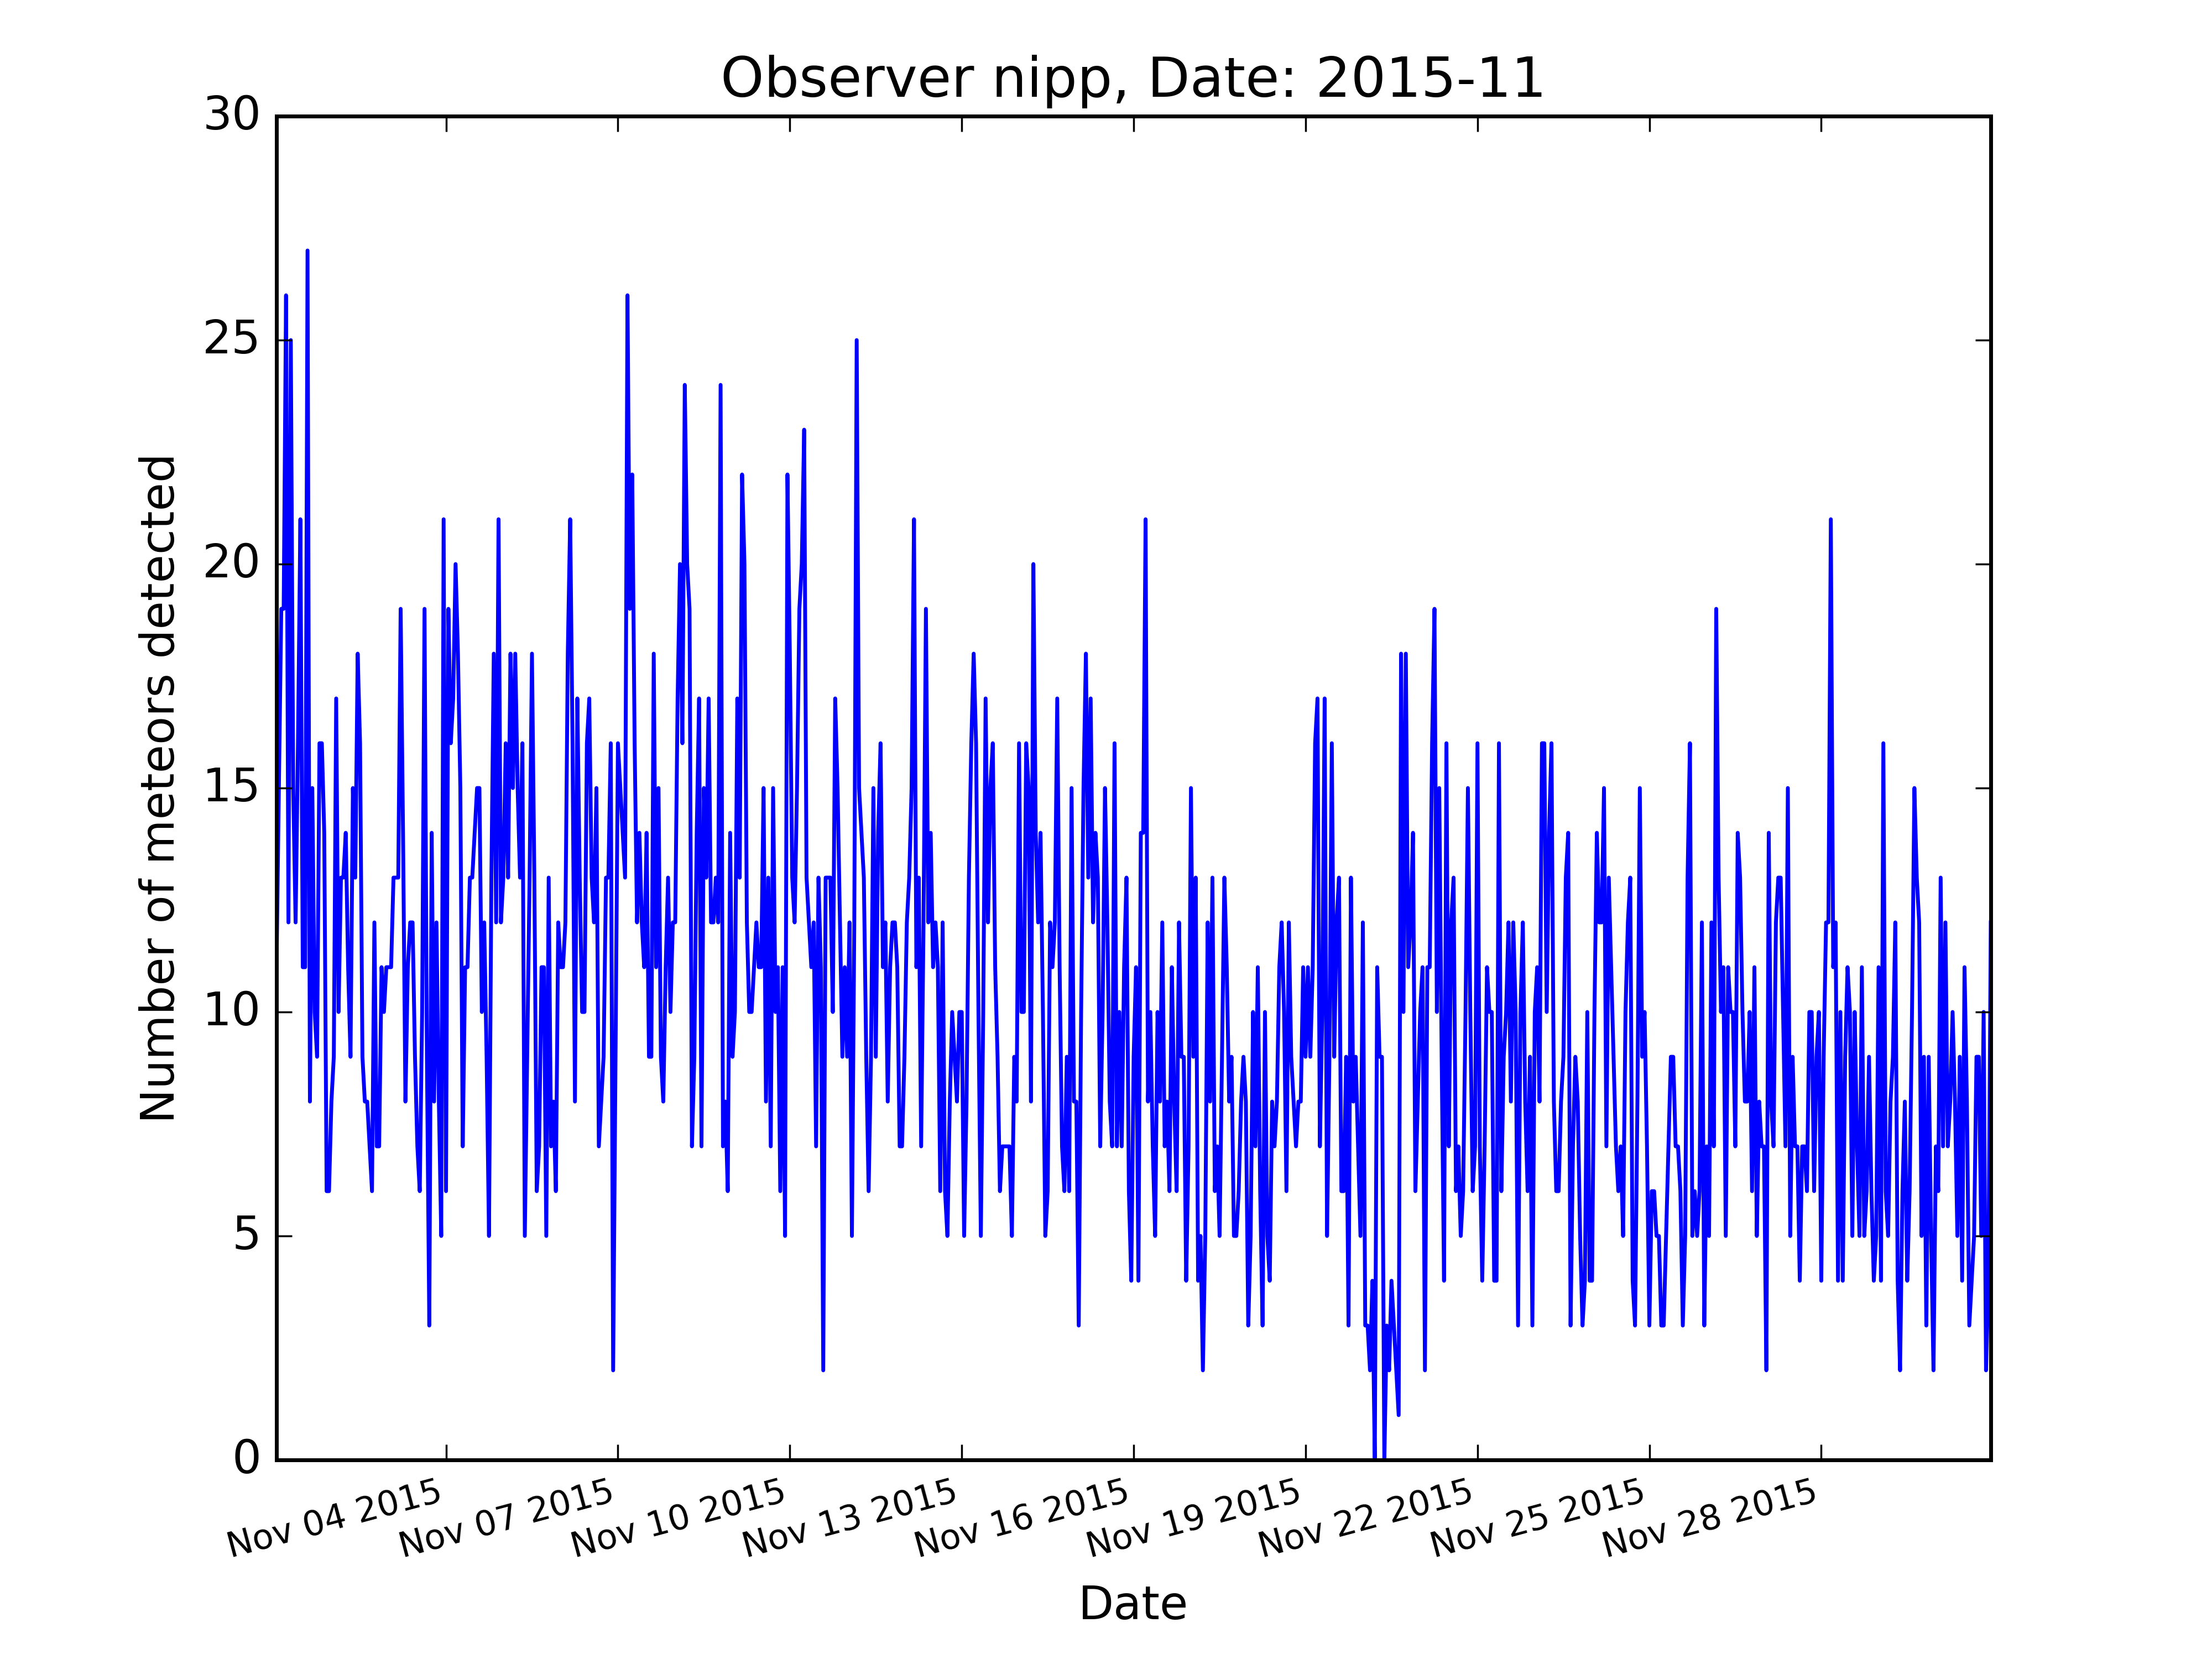 Observer nipp, Date: 2015-11
30
25
20
15
10
5
0
Number of meteors detected
Nov 04 2015
Nov 07 2015
Nov 10 2015
Nov 13 2015
Nov 16 2015
Nov 19 2015
Nov 22 2015
Nov 25 2015
Nov 28 2015
Date